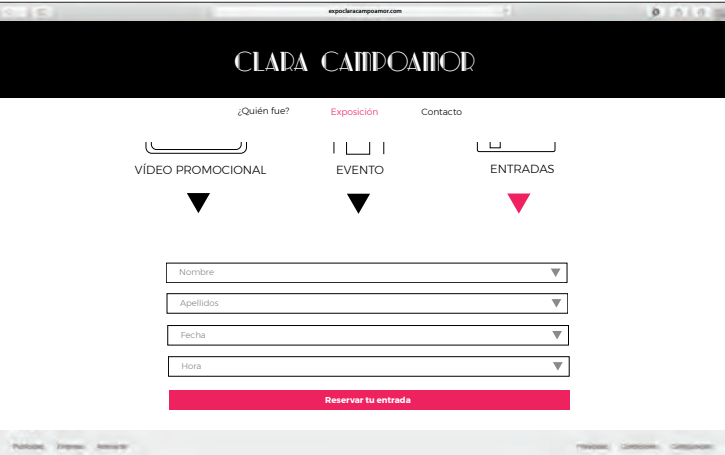 expoclaracampoamor.com
CLARA CAMPOAMOR
¿Quién fue? Exposición Contacto
VÍDEO PROMOCIONAL EVENTO ENTRADAS
Nombre
Apellidos
Fecha
Hora
Reservar tu entrada